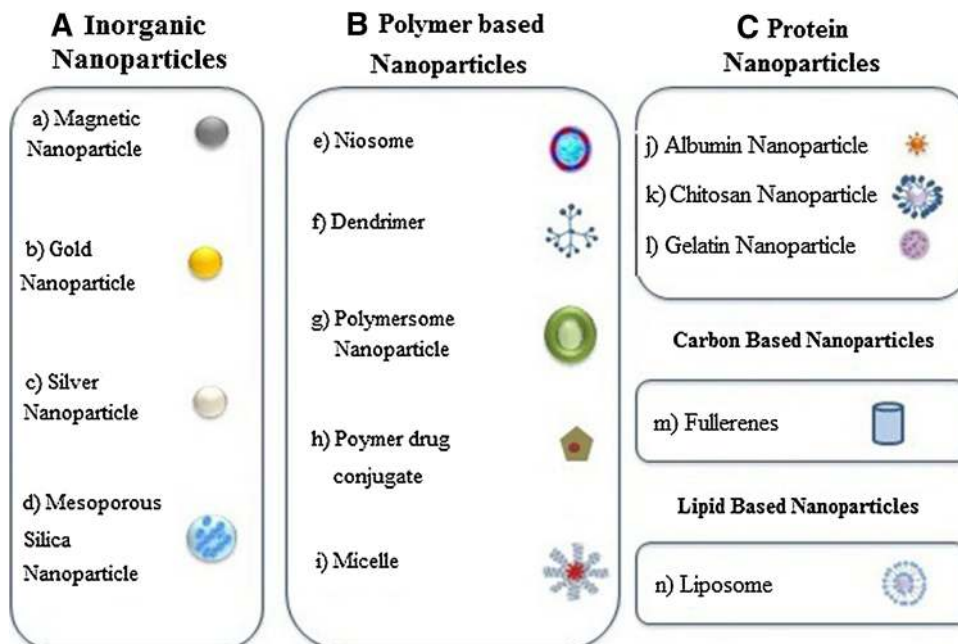 A Inorganic
Nanoparticles
a) Magnetic
Nanoparticle
b) Gold
Nanoparticle
c) Silver
Nanoparticle
d) Mesoporous
Silica
Nanoparticle
B Polymer based
Nanoparticles
e) Niosome
f) Dendrimer
g) Polymersome
Nanoparticle
h) Poymer drug
conjugate
i) Micelle
C Protein
Nanoparticles
j) Albumin Nanoparticle
k) Chitosan Nanoparticle
l) Gelatin Nanoparticle
Carbon Based Nanoparticles
m) Fullerenes
Lipid Based Nanoparticles
n) Liposome